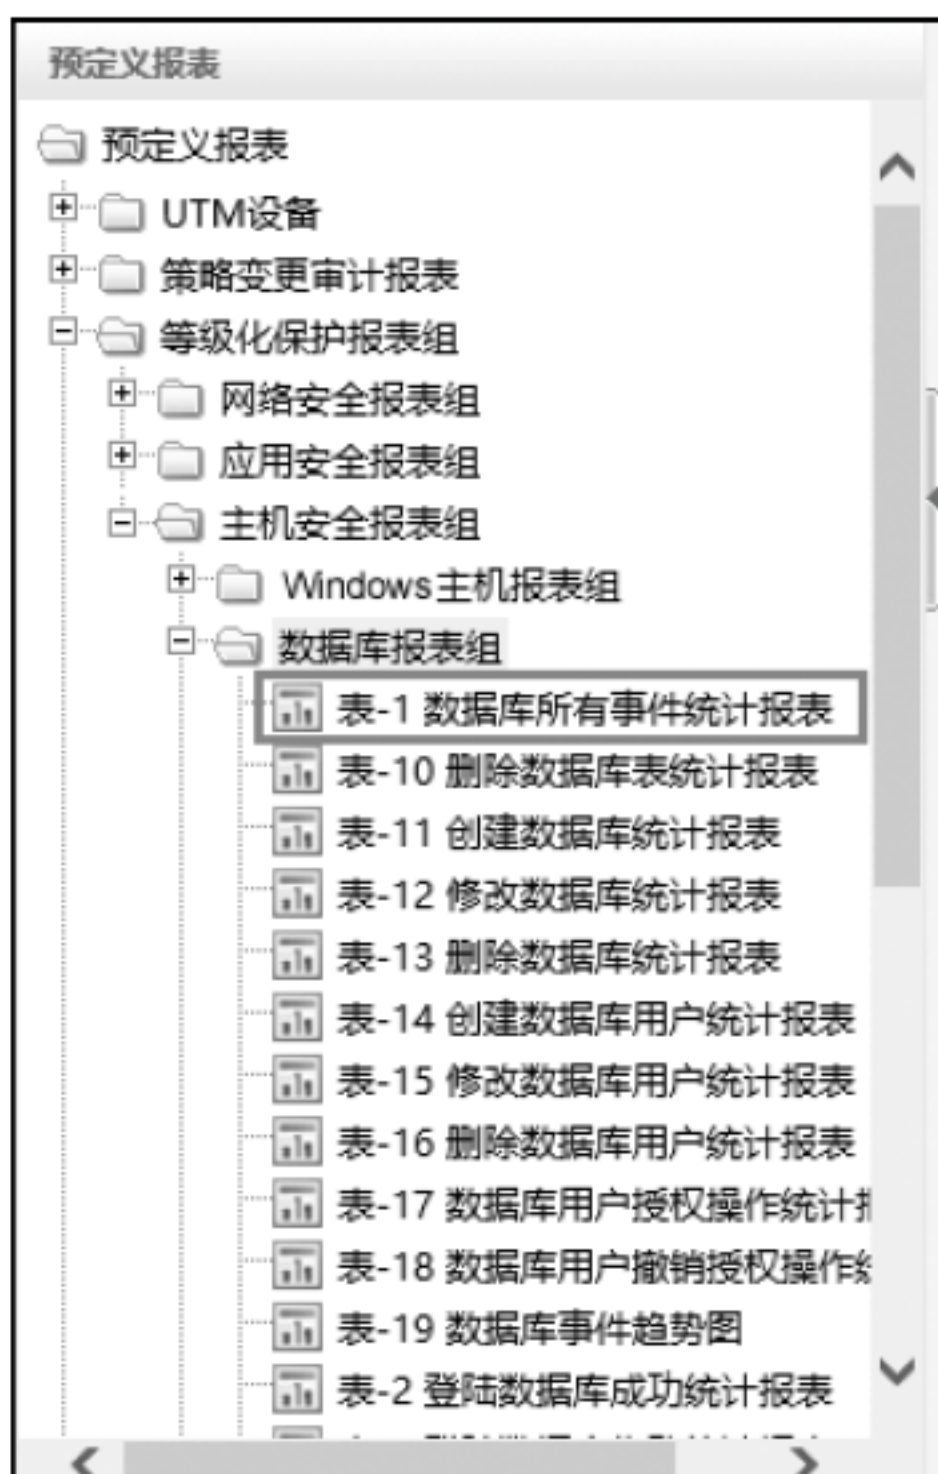 预定义报表
预定义报表
UTM设备
策略变更审计报表
等级化保护报表组
网络安全报表组
应用安全报表组
主机安全报表组
Windows主机报表组
数据库报表组
表-1 数据库所有事件统计报表
表-10 删除数据库表统计报表
表-11 创建数据库统计报表
表-12 修改数据库统计报表
表-13 删除数据库统计报表
表-14 创建数据库用户统计报表
表-15 修改数据库用户统计报表
表-16 删除数据库用户统计报表
表-17 数据库用户授权操作统计
表-18 数据库用户撤销授权操作
表-19 数据库事件趋势图
表-2 登陆数据库成功统计报表